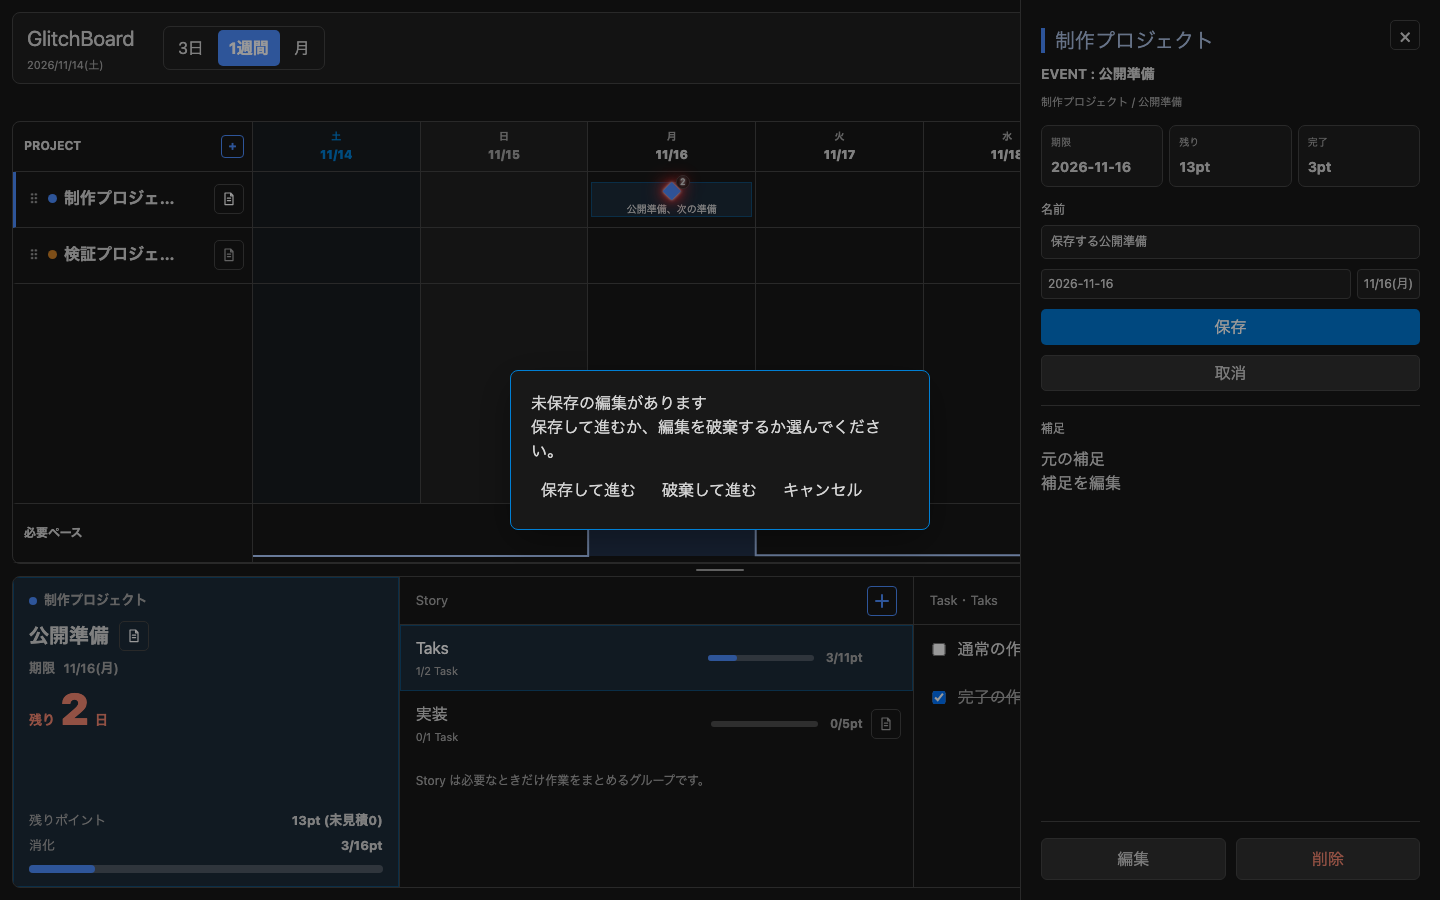 GlitchBoard
2026/11/14(土)
3日 1週間 月
PROJECT +
土 11/14
日 11/15
月 11/16
火 11/17
水 11/18
制作プロジェ...
2
公開準備、次の準備
検証プロジェ...
必要ペース
未保存の編集があります
保存して進むか、編集を破棄するか選んでくださ
い。
保存して進む 破棄して進む キャンセル
制作プロジェクト
公開準備
期限 11/16(月)
残り 2 日
残りポイント 13pt (未見積0)
消化 3/16pt
Story +
Taks
1/2 Task
3/11pt
実装
0/1 Task
0/5pt
Story は必要なときだけ作業をまとめるグループです。
Task・Taks
通常の作
完了の作
制作プロジェクト
×
EVENT : 公開準備
制作プロジェクト / 公開準備
期限
2026-11-16
残り
13pt
完了
3pt
名前
保存する公開準備
2026-11-16 11/16(月)
保存
取消
補足
元の補足
補足を編集
編集 削除